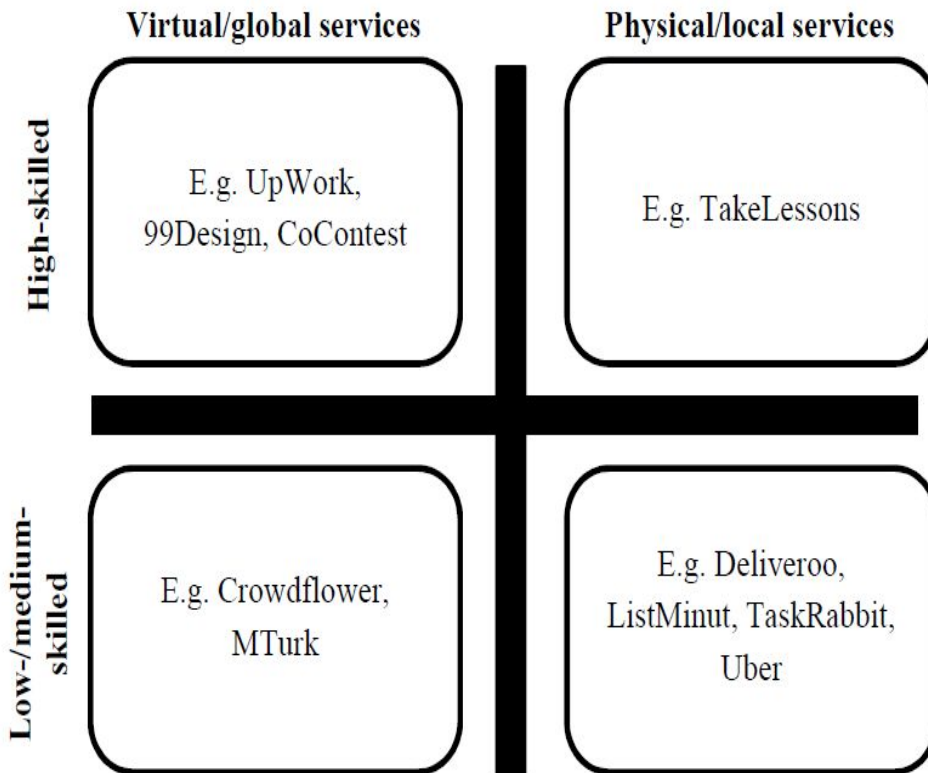 Virtual/global services
Physical/local services
High-skilled
E.g. UpWork,
99Design, CoContest
E.g. TakeLessons
Low-/medium-
skilled
E.g. Crowdflower,
MTurk
E.g. Deliveroo,
ListMinut, TaskRabbit,
Uber